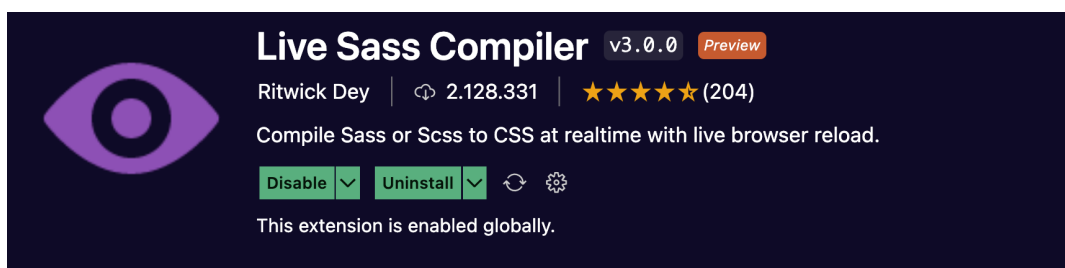 Live Sass Compiler v3.0.0 Preview
Ritwick Dey 2.128.331 (204)
Compile Sass or Scss to CSS at realtime with live browser reload.
Disable Uninstall
This extension is enabled globally.